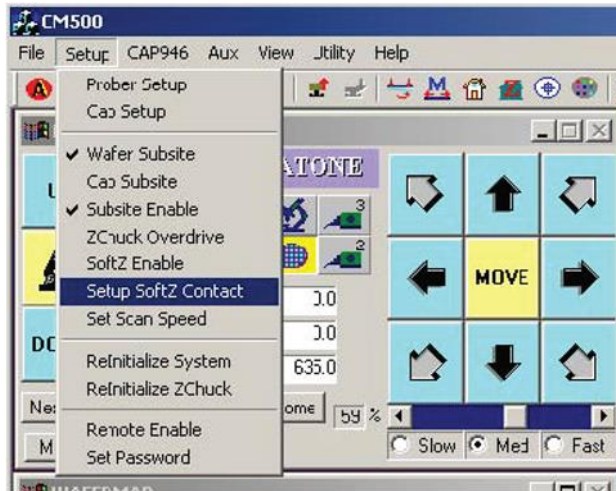 CM500
File Setup CAP946 Aux View Utility Help
Prober Setup
Cap Setup
Wafer Subsite
Cap Subsite
Subsite Enable
ZChuck Overdrive
SoftZ Enable
Setup SoftZ Contact
Set Scan Speed
ReInitialize System
ReInitialize ZChuck
Remote Enable
Set Password
ATONE
3
2
0.0
0.0
635.0
59 %
MOVE
Slow Med Fast
WAFERMAP